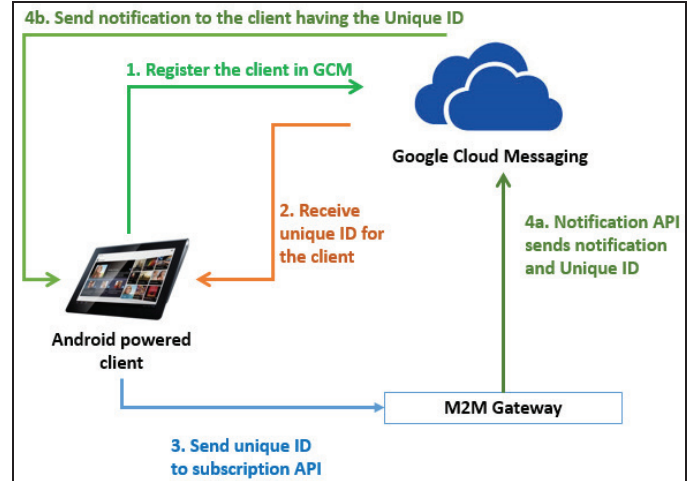 4b. Send notification to the client having the Unique ID
1. Register the client in GCM
Google Cloud Messaging
2. Receive
unique ID for
the client
4a. Notification API
sends notification
and Unique ID
Android powered
client
M2M Gateway
3. Send unique ID
to subscription API